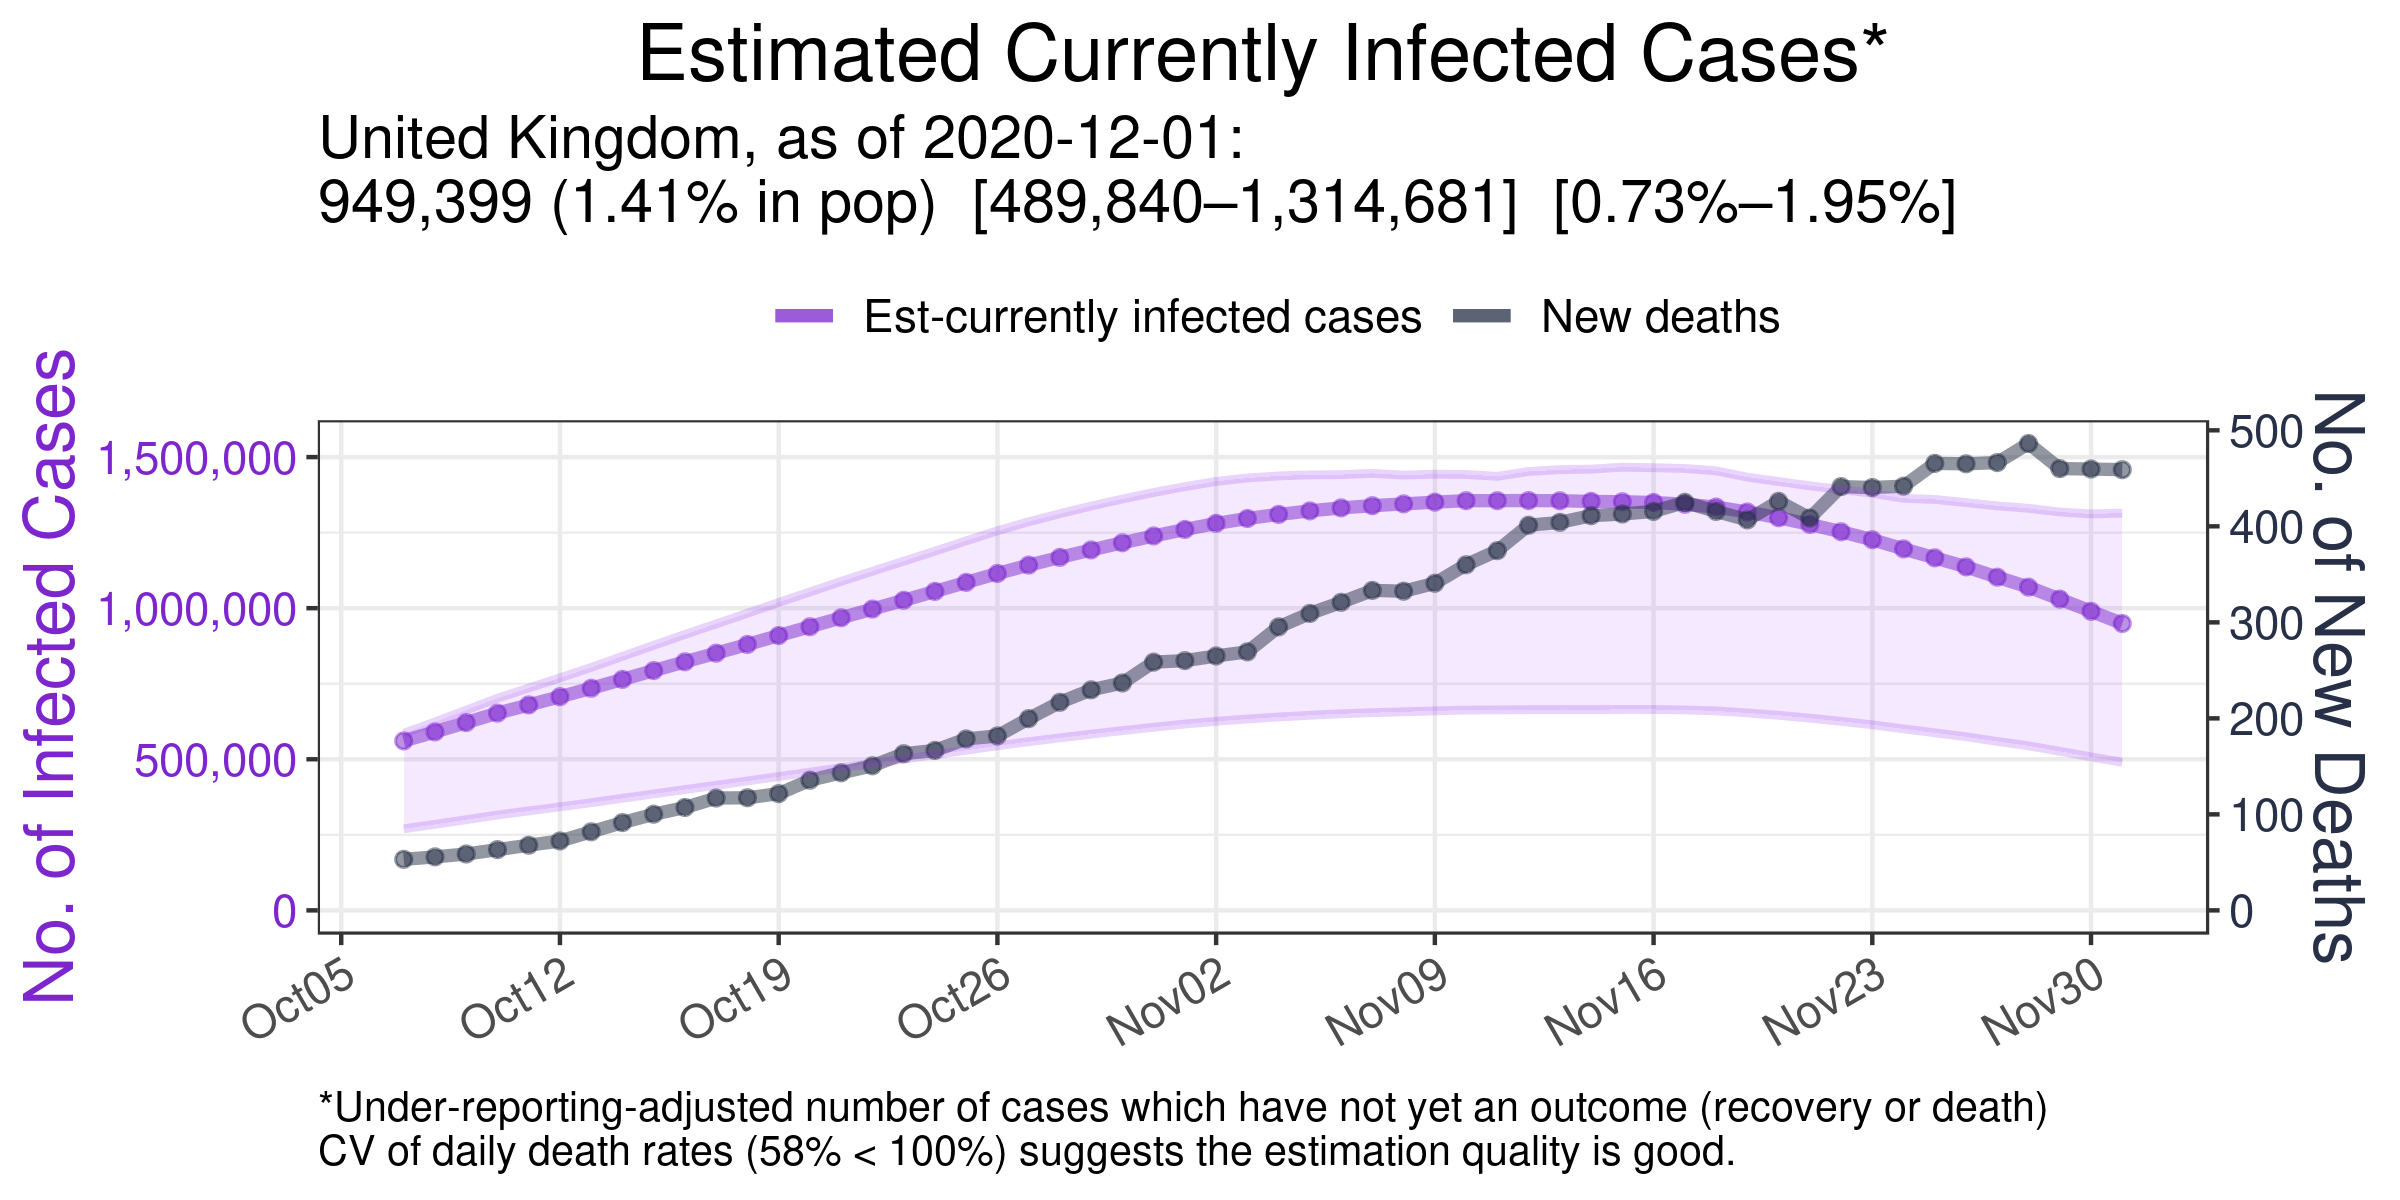 Estimated Currently Infected Cases*
United Kingdom, as of 2020-12-01:
949,399 (1.41% in pop)  [489,840–1,314,681]  [0.73%–1.95%]
Est-currently infected cases
New deaths
No. of Infected Cases
1,500,000
1,000,000
500,000
0
500
400
300
200
100
0
No. of New Deaths
Oct05
Oct12
Oct19
Oct26
Nov02
Nov09
Nov16
Nov23
Nov30
*Under-reporting-adjusted number of cases which have not yet an outcome (recovery or death)
CV of daily death rates (58% < 100%) suggests the estimation quality is good.